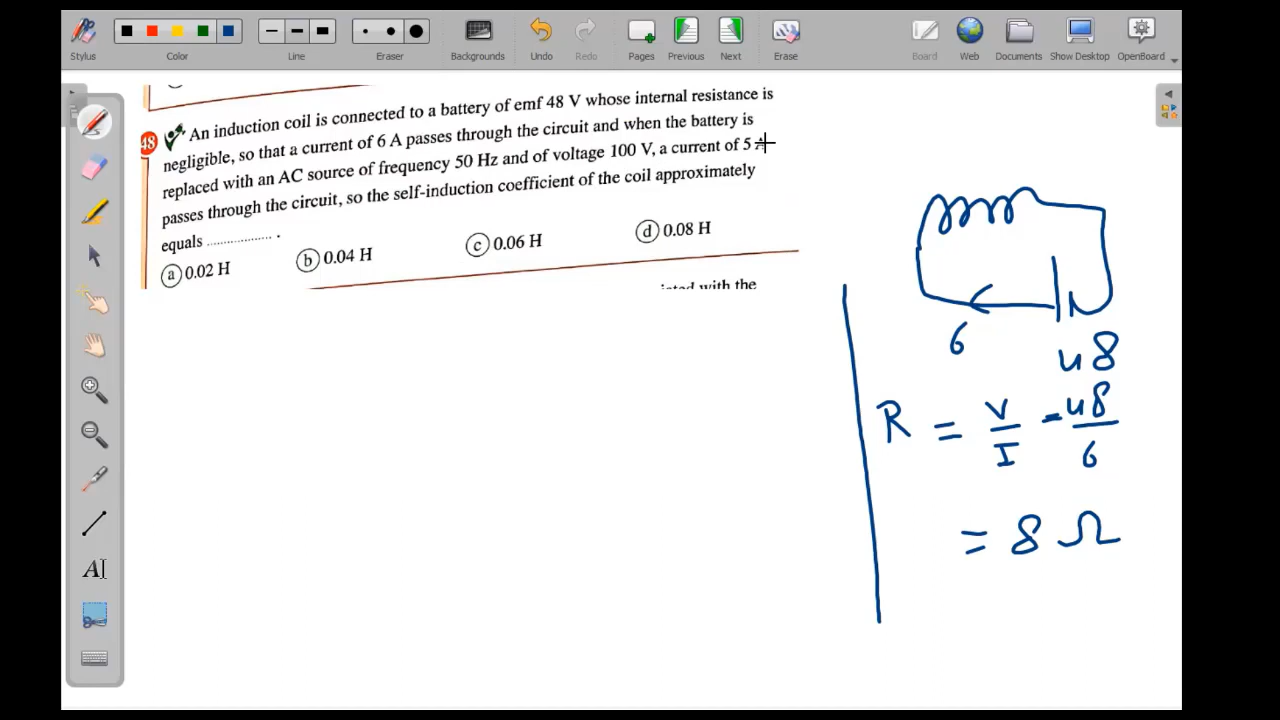 Color
Line
Eraser
Backgrounds
Undo
Redo
Pages
Previous
Next
Erase
Board
Web
Documents
Show Desktop
OpenBoard
Stylus
48 An induction coil is connected to a battery of emf 48 V whose internal resistance is
negligible, so that a current of 6 A passes through the circuit and when the battery is
replaced with an AC source of frequency 50 Hz and of voltage 100 V, a current of 5 A
passes through the circuit, so the self-induction coefficient of the coil approximately
equals .................. .
a 0.02 H b 0.04 H c 0.06 H d 0.08 H
with the
6
48
R = V/I = 48/6
= 8 Ω
A